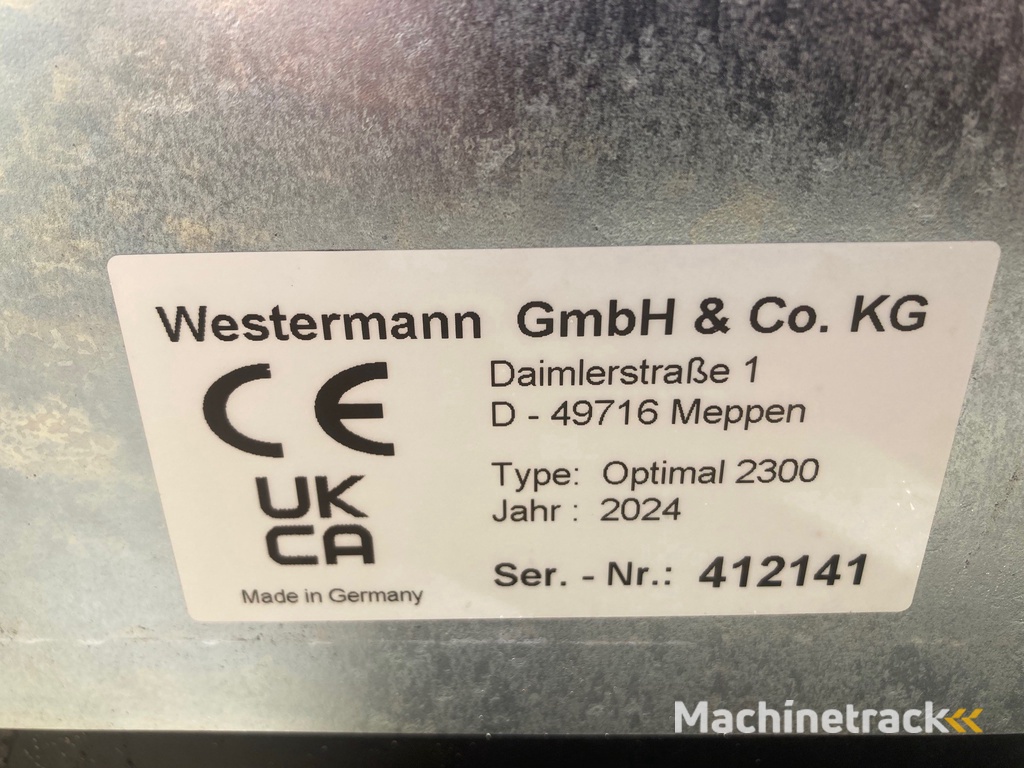 Westermann GmbH & Co. KG
CE
Daimlerstraße 1
D - 49716 Meppen
UK
CA
Type: Optimal 2300
Jahr : 2024
Ser. - Nr.: 412141
Made in Germany
Machinetrack